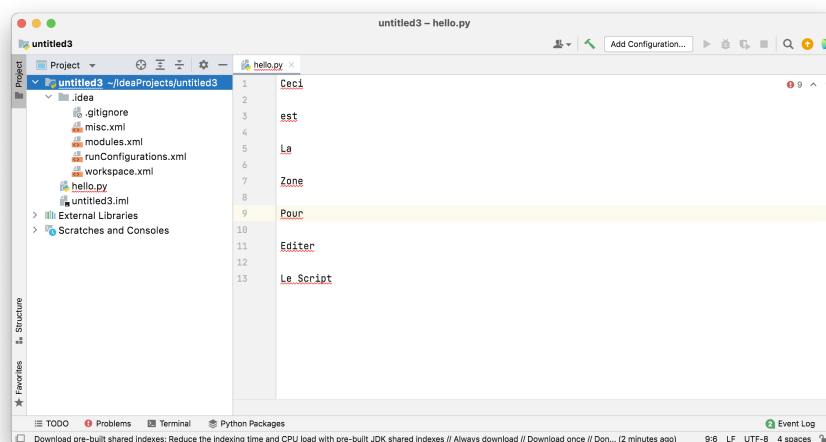 untitled3 – hello.py
untitled3
Add Configuration...
Project
Project
hello.py
untitled3 ~/IdeaProjects/untitled3
.idea
.gitignore
misc.xml
modules.xml
runConfigurations.xml
workspace.xml
hello.py
untitled3.iml
External Libraries
Scratches and Consoles
9
1 Ceci
2
3 est
4
5 La
6
7 Zone
8
9 Pour
10
11 Editer
12
13 Le Script
Structure
Favorites
TODO Problems Terminal Python Packages 2 Event Log
Download pre-built shared indexes: Reduce the indexing time and CPU load with pre-built JDK shared indexes // Always download // Download once // Don... (2 minutes ago) 9:6 LF UTF-8 4 spaces